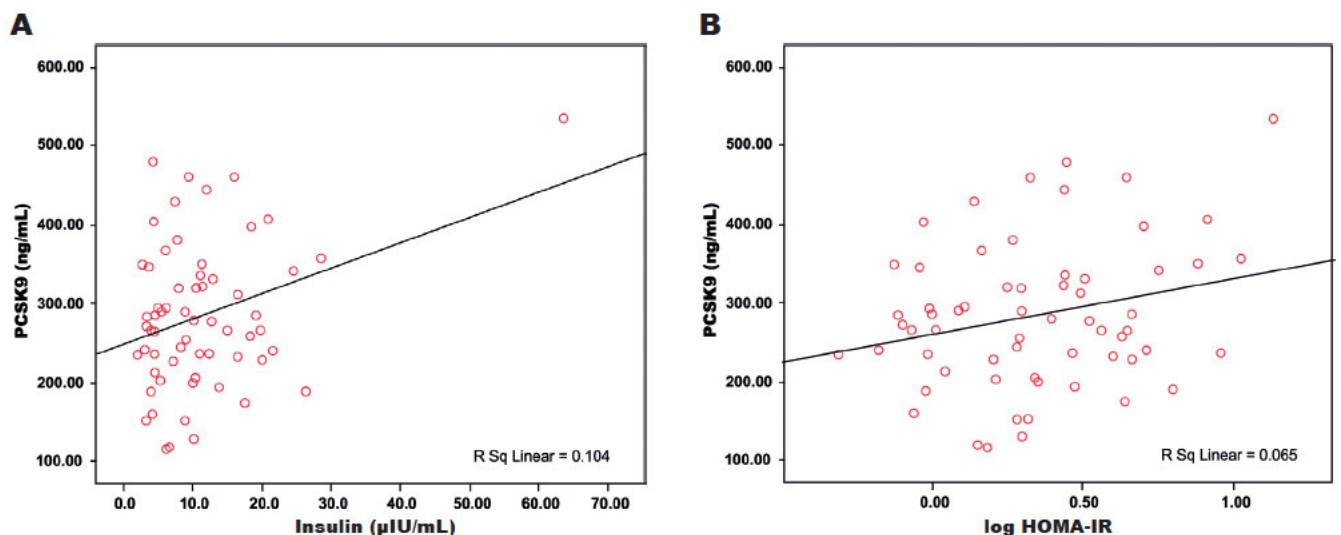 A
PCSK9 (ng/mL)
600.00
500.00
400.00
300.00
200.00
100.00
R Sq Linear = 0.104
0.0 10.0 20.0 30.0 40.0 50.0 60.0 70.00
Insulin (µIU/mL)
B
PCSK9 (ng/mL)
600.00
500.00
400.00
300.00
200.00
100.00
R Sq Linear = 0.065
0.00 0.50 1.00
log HOMA-IR